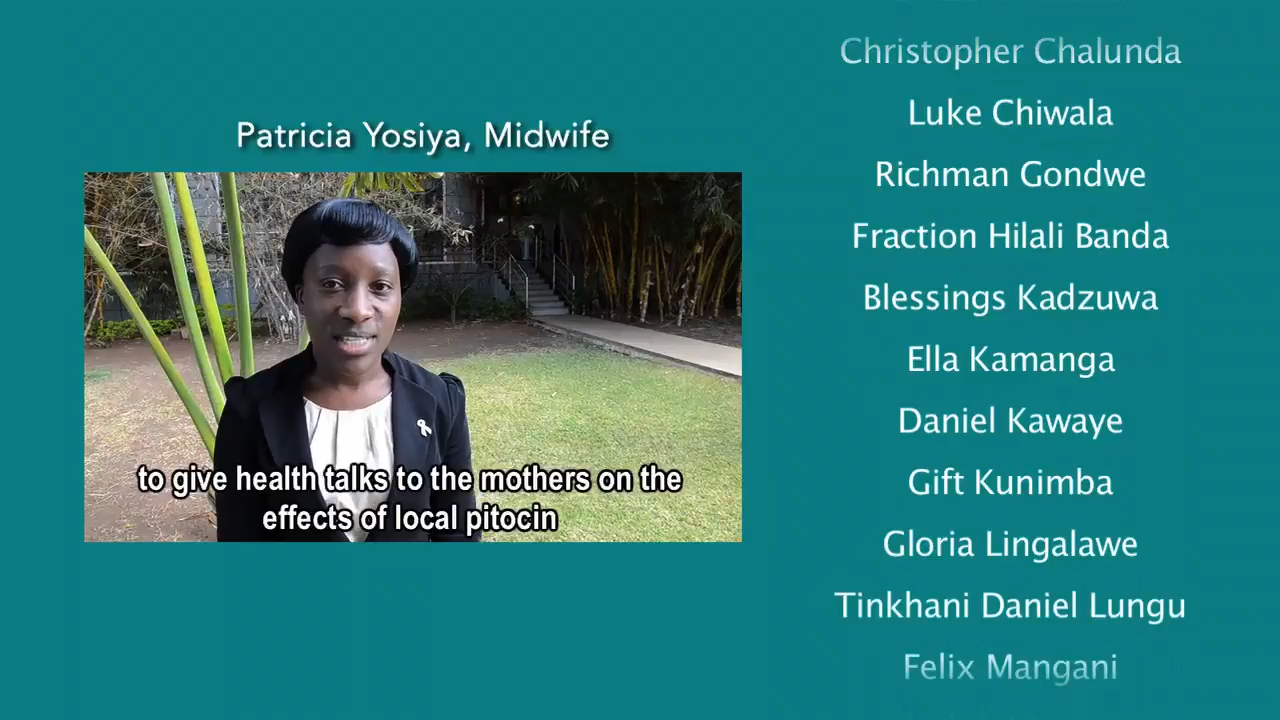 Patricia Yosiya, Midwife
to give health talks to the mothers on the
effects of local pitocin
Christopher Chalunda
Luke Chiwala
Richman Gondwe
Fraction Hilali Banda
Blessings Kadzuwa
Ella Kamanga
Daniel Kawaye
Gift Kunimba
Gloria Lingalawe
Tinkhani Daniel Lungu
Felix Mangani